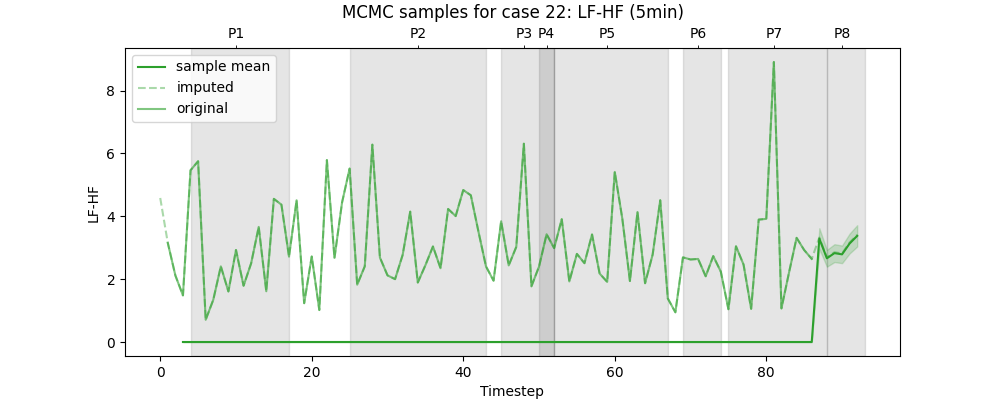 MCMC samples for case 22: LF-HF (5min)
P1 P2 P3 P4 P5 P6 P7 P8
sample mean
imputed
original
8
6
4
2
0
LF-HF
0 20 40 60 80
Timestep